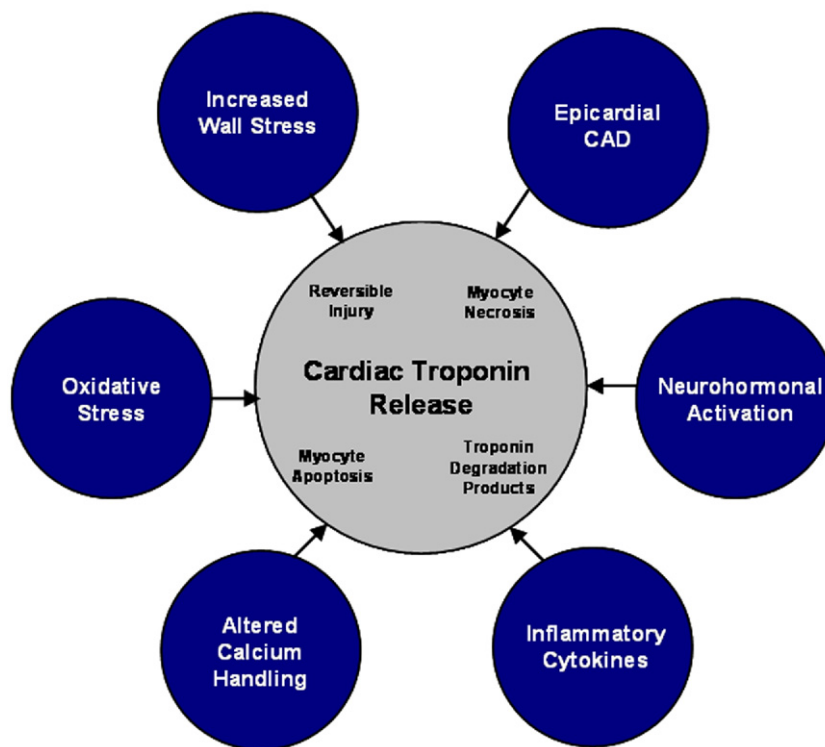 Increased
Wall Stress
Epicardial
CAD
Reversible
Injury
Myocyte
Necrosis
Cardiac Troponin
Release
Oxidative
Stress
Neurohormonal
Activation
Myocyte
Apoptosis
Troponin
Degradation
Products
Altered
Calcium
Handling
Inflammatory
Cytokines